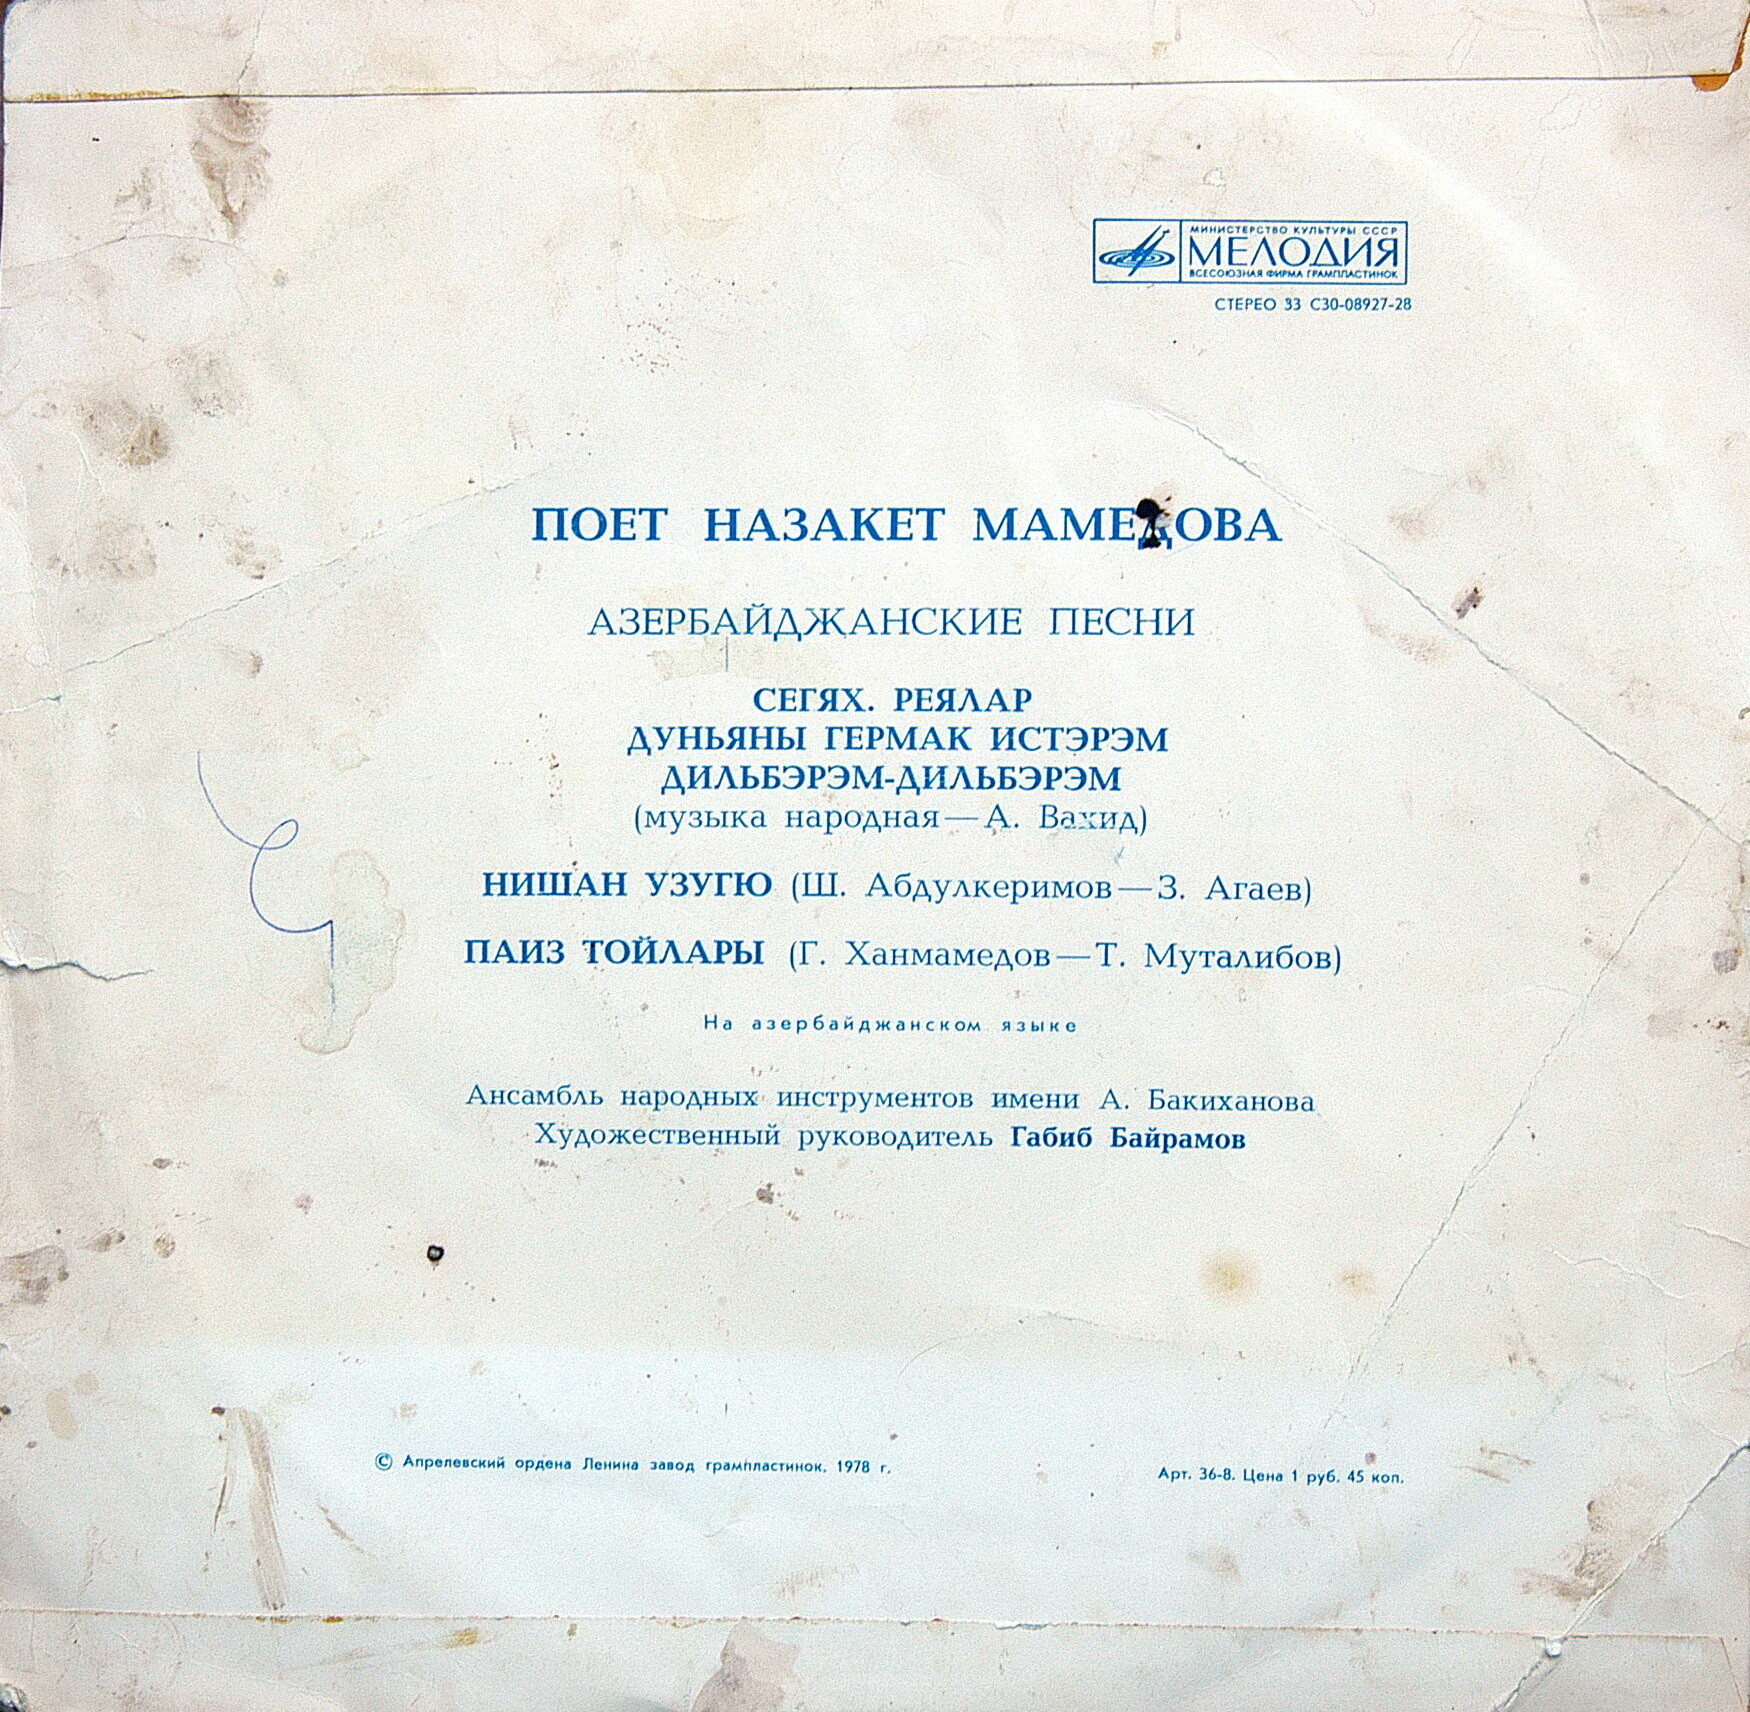 МИНИСТЕРСТВО КУЛЬТУРЫ СССР
МЕЛОДИЯ
ВСЕСОЮЗНАЯ ФИРМА ГРАМПЛАСТИНОК
СТЕРЕО 33 С30-08927-28
ПОЕТ НАЗАКЕТ МАМЕДОВА
АЗЕРБАЙДЖАНСКИЕ ПЕСНИ
СЕГЯХ. РЕЯЛАР
ДУНЬЯНЫ ГЕРМАК ИСТЭРЭМ
ДИЛЬБЭРЭМ-ДИЛЬБЭРЭМ
(музыка народная — А. Вахид)
НИШАН УЗУГЮ (Ш. Абдулкеримов — З. Агаев)
ПАИЗ ТОЙЛАРЫ (Г. Ханмамедов — Т. Муталибов)
На азербайджанском языке
Ансамбль народных инструментов имени А. Бакиханова
Художественный руководитель Габиб Байрамов
© Апрелевский ордена Ленина завод грампластинок. 1978 г.
Арт. 36-8. Цена 1 руб. 45 коп.